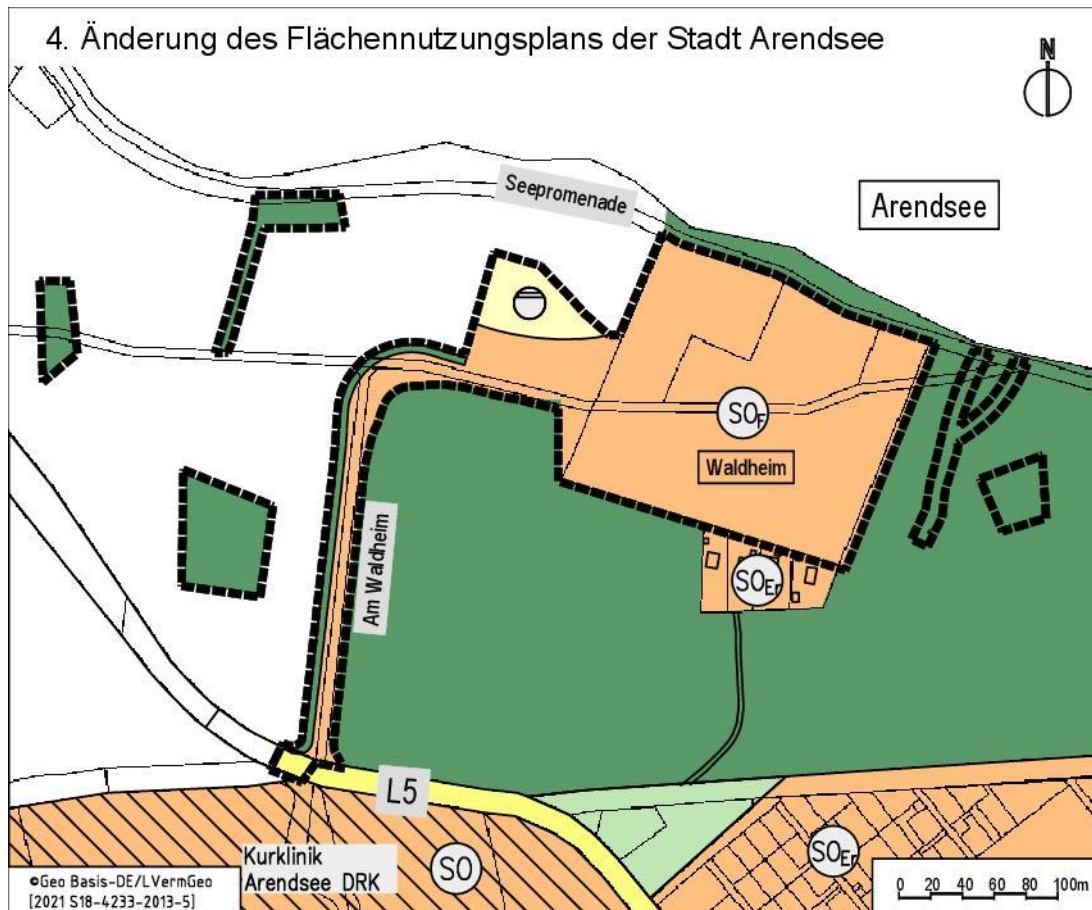 4. Änderung des Flächennutzungsplans der Stadt Arendsee
N
Seepromenade
Arendsee
SOF
Waldheim
Am Waldheim
SOEr
L5
Kurklinik
Arendsee DRK
SO
SOEr
©Geo Basis-DE/LVermGeo
[2021 S18-4233-2013-5]
0 20 40 60 80 100m